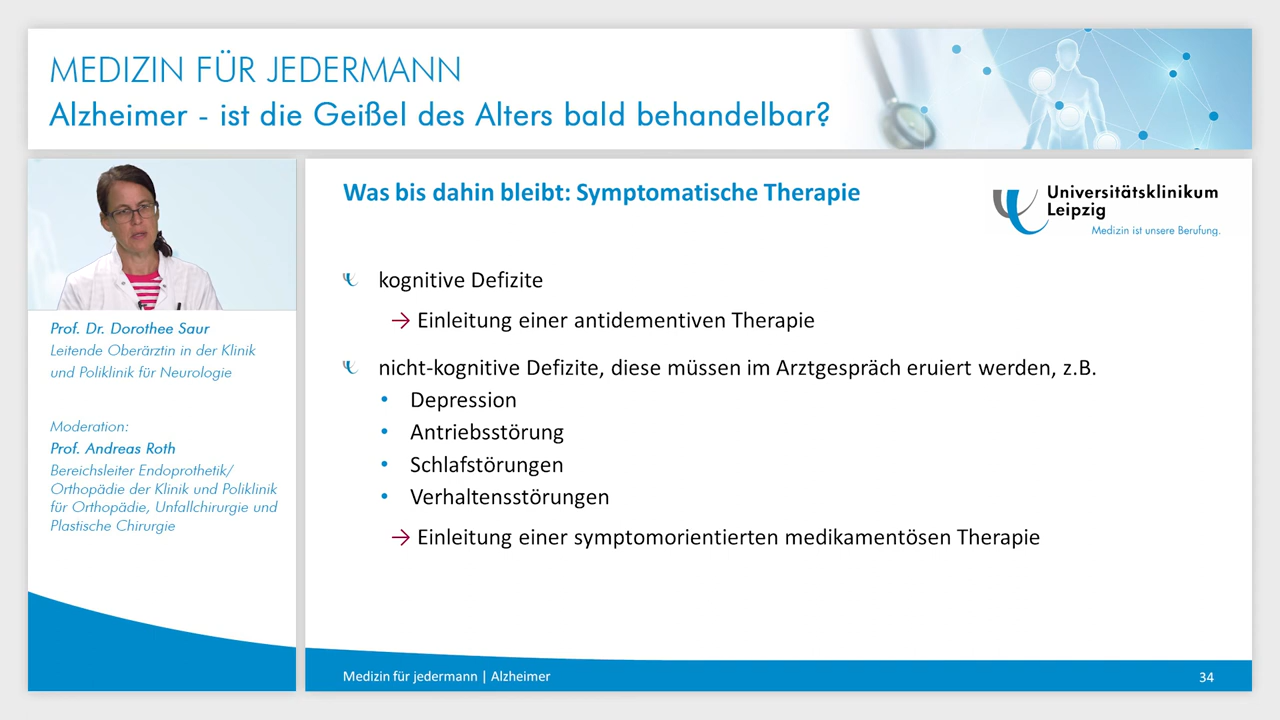 MEDIZIN FÜR JEDERMANN
Alzheimer - ist die Geißel des Alters bald behandelbar?
Prof. Dr. Dorothee Saur
Leitende Oberärztin in der Klinik
und Poliklinik für Neurologie
Moderation:
Prof. Andreas Roth
Bereichsleiter Endoprothetik/
Orthopädie der Klinik und Poliklinik
für Orthopädie, Unfallchirurgie und
Plastische Chirurgie
Was bis dahin bleibt: Symptomatische Therapie
Universitätsklinikum
Leipzig
Medizin ist unsere Berufung.
kognitive Defizite
→ Einleitung einer antidementiven Therapie
nicht-kognitive Defizite, diese müssen im Arztgespräch eruiert werden, z.B.
• Depression
• Antriebsstörung
• Schlafstörungen
• Verhaltensstörungen
→ Einleitung einer symptomorientierten medikamentösen Therapie
Medizin für jedermann | Alzheimer
34